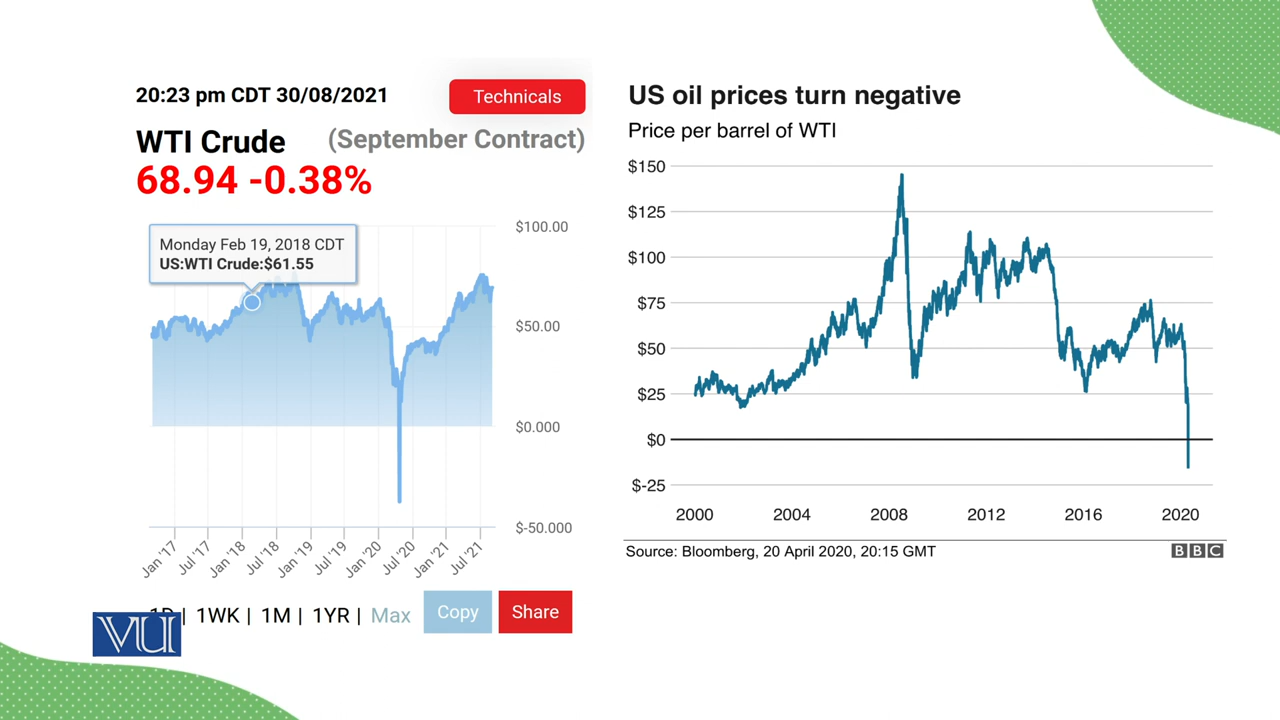 20:23 pm CDT 30/08/2021
Technicals
WTI Crude (September Contract)
68.94 -0.38%
Monday Feb 19, 2018 CDT
US:WTI Crude:$61.55
$100.00
$50.00
$0.000
$-50.000
Jan '17 Jul '17 Jan '18 Jul '18 Jan '19 Jul '19 Jan '20 Jul '20 Jan '21 Jul '21
1D | 1WK | 1M | 1YR | Max
Copy
Share
VU
US oil prices turn negative
Price per barrel of WTI
$150
$125
$100
$75
$50
$25
$0
$-25
2000 2004 2008 2012 2016 2020
Source: Bloomberg, 20 April 2020, 20:15 GMT
BBC